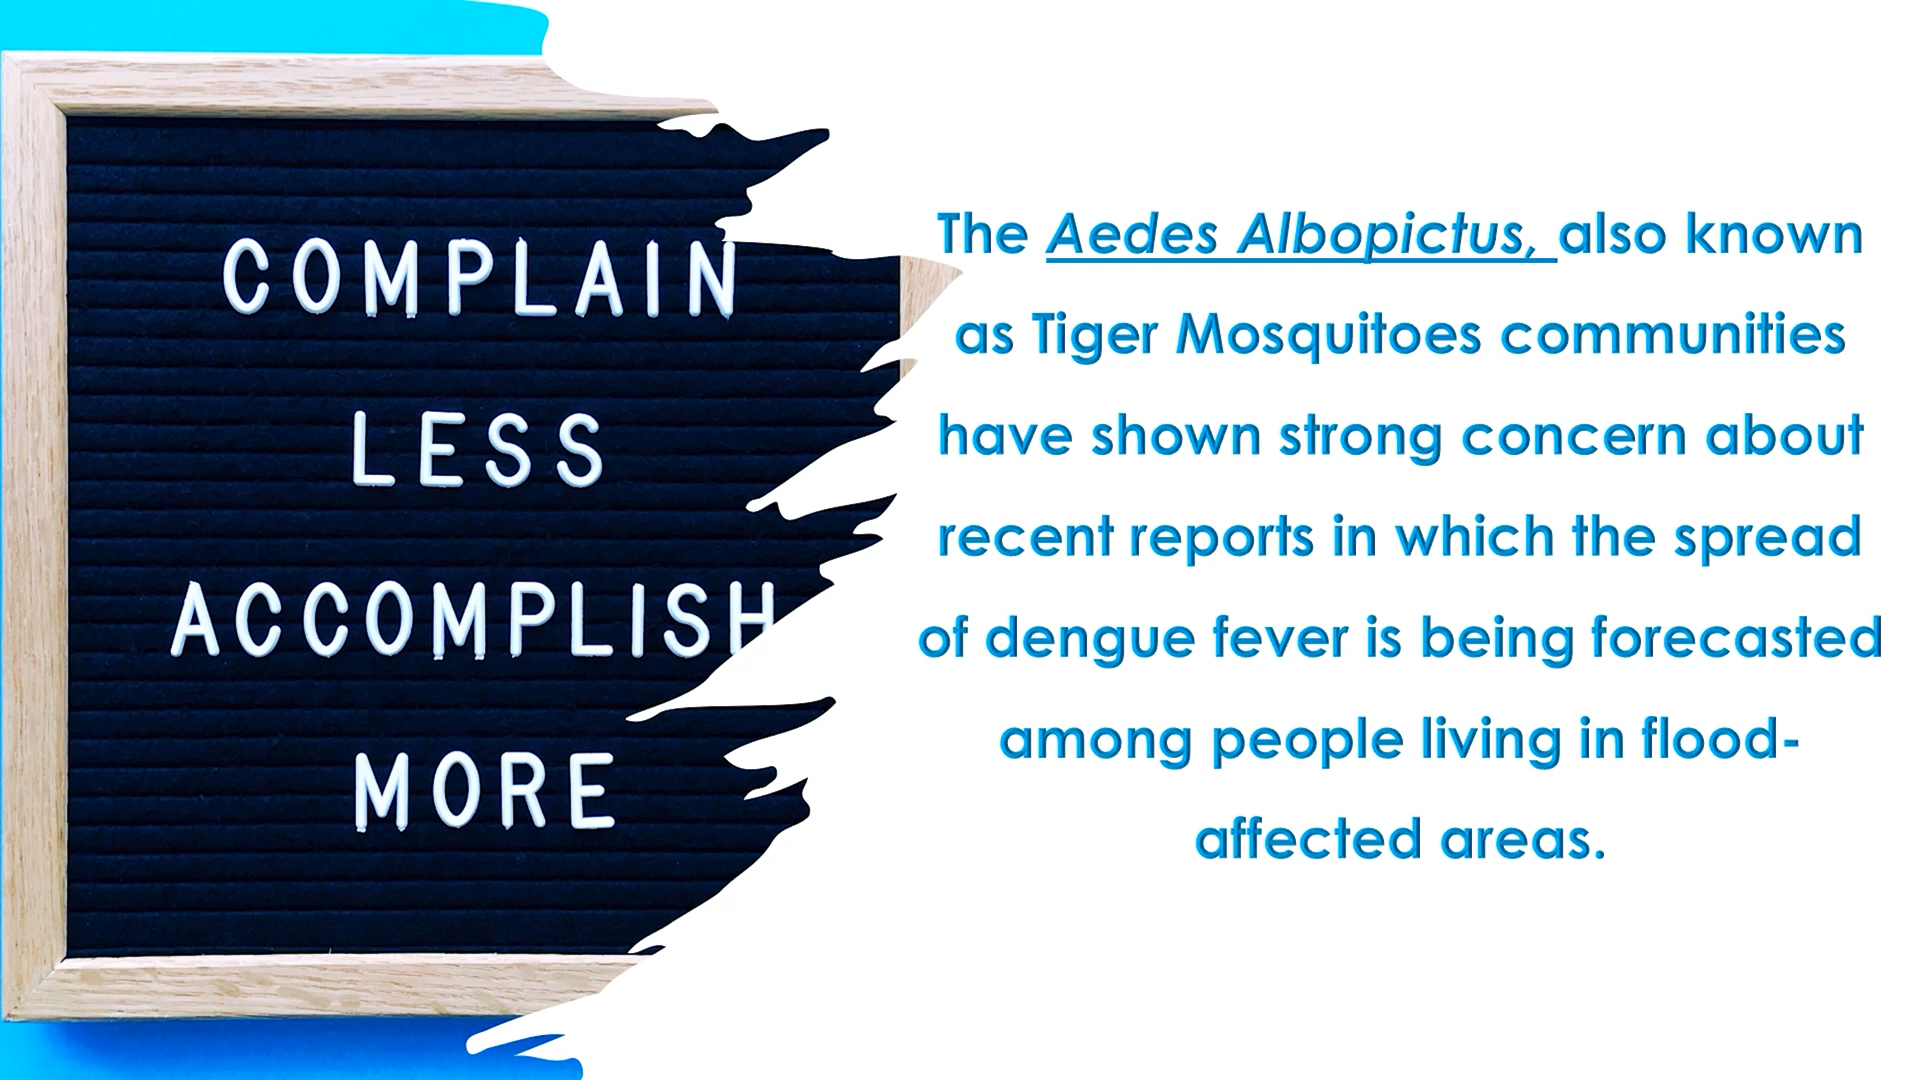 COMPLAIN
LESS
ACCOMPLISH
MORE
The Aedes Albopictus, also known
as Tiger Mosquitoes communities
have shown strong concern about
recent reports in which the spread
of dengue fever is being forecasted
among people living in flood-
affected areas.